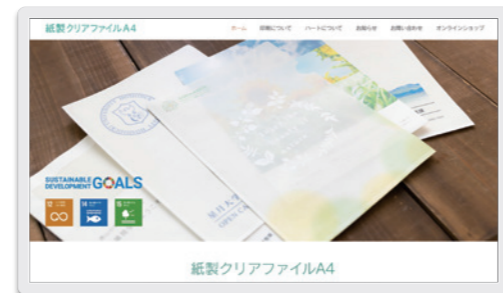 紙製クリアファイルA4
ホーム
印刷について
ハートについて
お知らせ
お問い合わせ
オンラインショップ
SUSTAINABLE
DEVELOPMENT GOALS
12
14
15
紙製クリアファイルA4